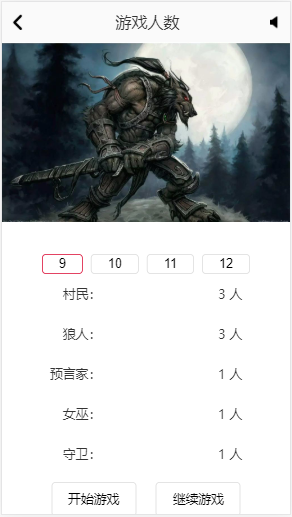 游戏人数
9 10 11 12
村民: 3 人
狼人: 3 人
预言家: 1 人
女巫: 1 人
守卫: 1 人
开始游戏 继续游戏